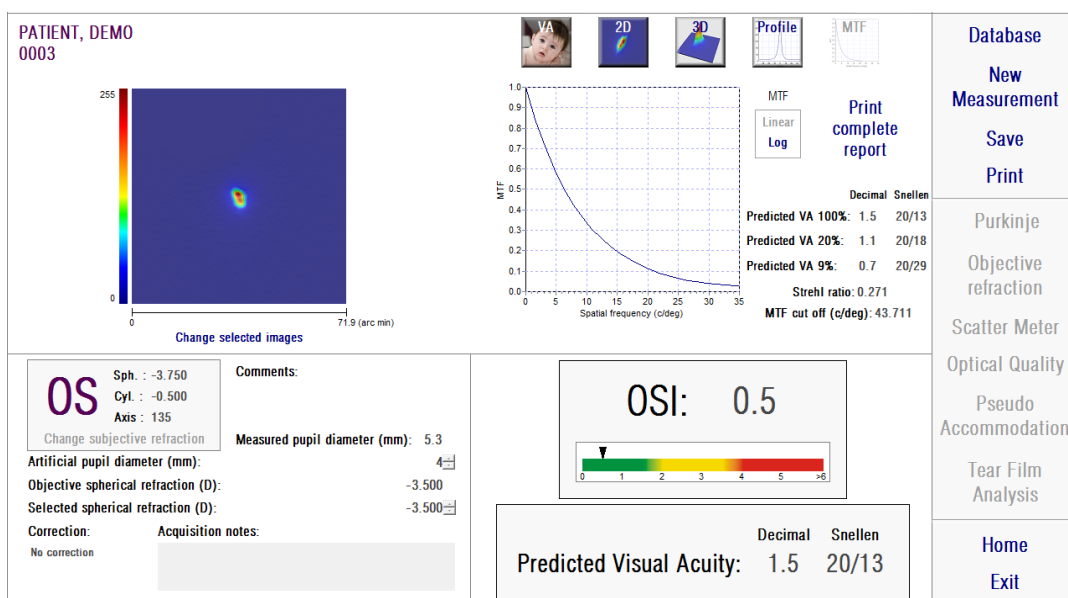 PATIENT, DEMO
0003
VA
2D
3D
Profile
MTF
255
0
0
71.9 (arc min)
Change selected images
MTF
1.0
0.9
0.8
0.7
0.6
0.5
0.4
0.3
0.2
0.1
0.0
0 5 10 15 20 25 30 35
Spatial frequency (c/deg)
MTF
Linear
Log
Print
complete
report
Decimal Snellen
Predicted VA 100%: 1.5 20/13
Predicted VA 20%: 1.1 20/18
Predicted VA 9%: 0.7 20/29
Strehl ratio: 0.271
MTF cut off (c/deg): 43.711
OS
Sph. : -3.750
Cyl. : -0.500
Axis : 135
Change subjective refraction
Comments:
Measured pupil diameter (mm): 5.3
Artificial pupil diameter (mm): 4
Objective spherical refraction (D): -3.500
Selected spherical refraction (D): -3.500
Correction:
No correction
Acquisition notes:
OSI: 0.5
0 1 2 3 4 5 >6
Decimal Snellen
Predicted Visual Acuity: 1.5 20/13
Database
New
Measurement
Save
Print
Purkinje
Objective
refraction
Scatter Meter
Optical Quality
Pseudo
Accommodation
Tear Film
Analysis
Home
Exit